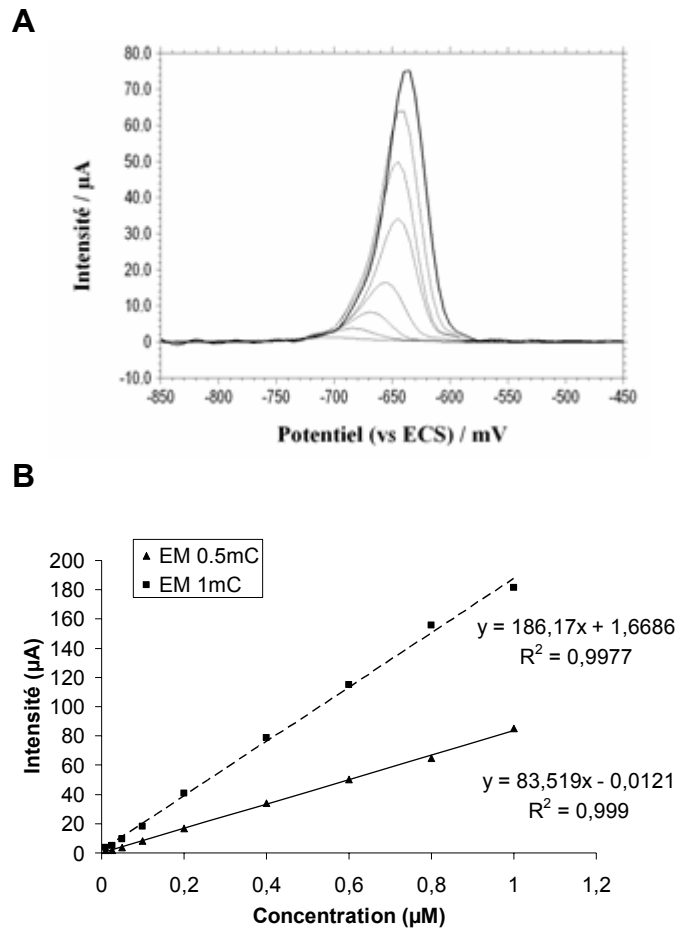 A
80.0
70.0
60.0
50.0
40.0
30.0
20.0
10.0
0
-10.0
Intensité / µA
-850 -800 -750 -700 -650 -600 -550 -500 -450
Potentiel (vs ECS) / mV
B
EM 0.5mC
EM 1mC
200
180
160
140
120
100
80
60
40
20
0
Intensité (µA)
y = 186,17x + 1,6686
R² = 0,9977
y = 83,519x - 0,0121
R² = 0,999
0 0,2 0,4 0,6 0,8 1 1,2
Concentration (µM)